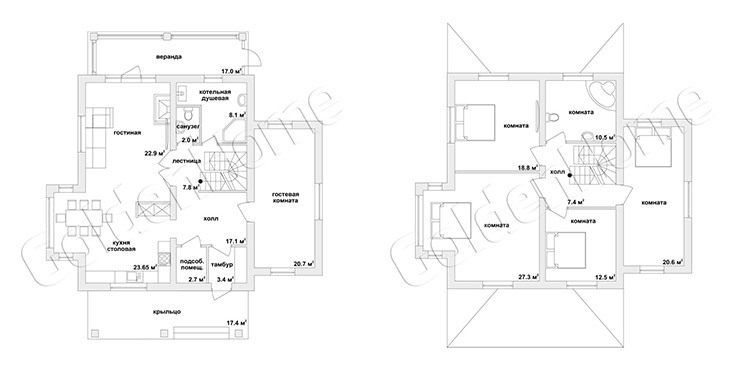 веранда
17.0 м²
котельная
душевая
8.1 м²
санузел
2.0 м²
гостиная
22.9 м²
лестница
7.8 м²
гостевая
комната
20.7 м²
холл
17.1 м²
кухня
столовая
23.65 м²
подсоб.
помещ.
2.7 м²
тамбур
3.4 м²
крыльцо
17.4 м²
комната
18.8 м²
комната
10.5 м²
холл
7.4 м²
комната
20.6 м²
комната
27.3 м²
комната
12.5 м²
Goldenhome
Goldenhome